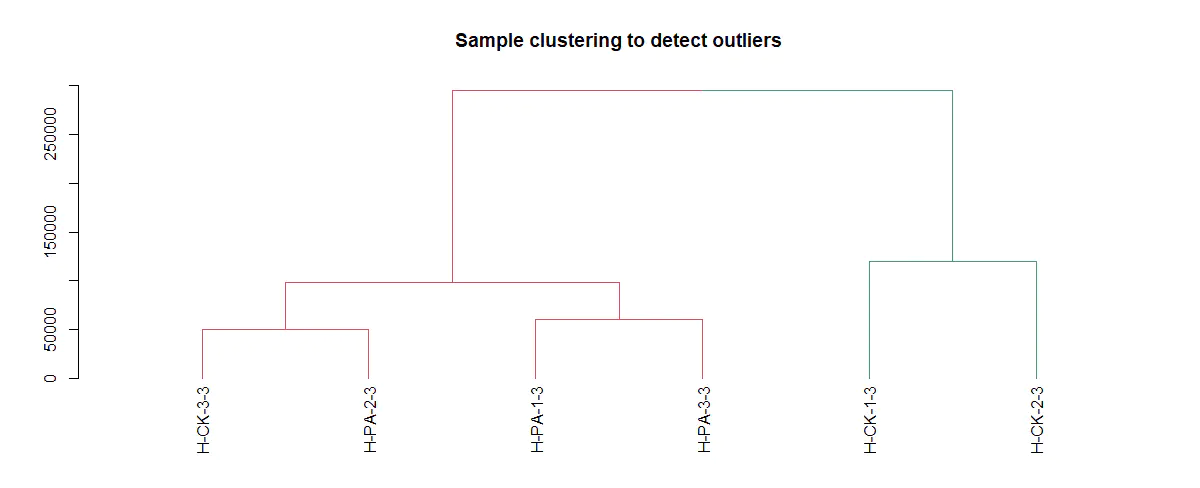 Sample clustering to detect outliers
250000
150000
50000
0
H-CK-3-3
H-PA-2-3
H-PA-1-3
H-PA-3-3
H-CK-1-3
H-CK-2-3